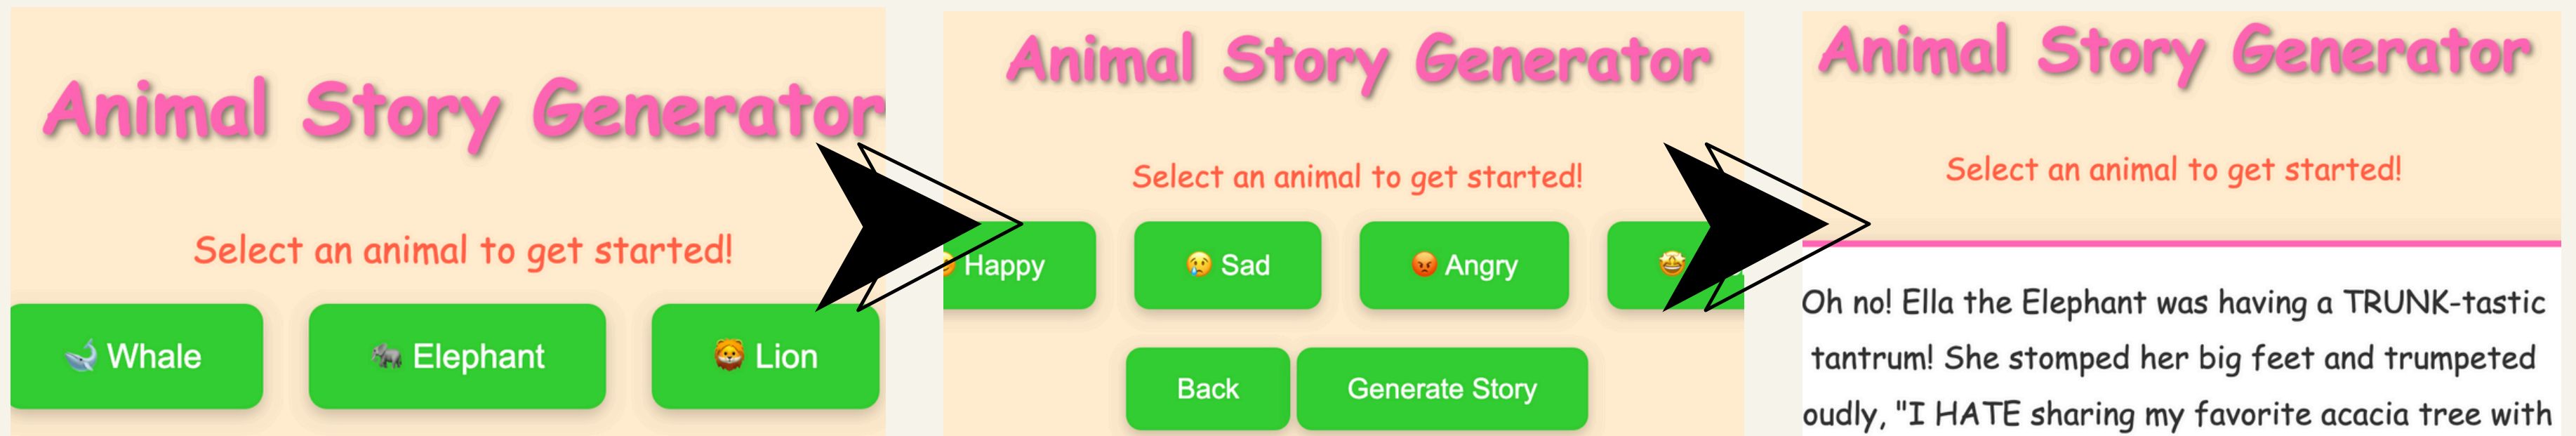 Animal Story Generator
Select an animal to get started!
Whale
Elephant
Lion
Animal Story Generator
Select an animal to get started!
Happy
Sad
Angry
Back
Generate Story
Animal Story Generator
Select an animal to get started!
Oh no! Ella the Elephant was having a TRUNK-tastic
tantrum! She stomped her big feet and trumpeted
oudly, "I HATE sharing my favorite acacia tree with